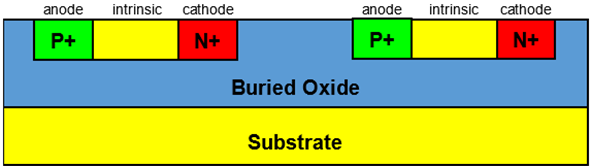 anode intrinsic cathode anode intrinsic cathode
P+ N+ P+ N+
Buried Oxide
Substrate